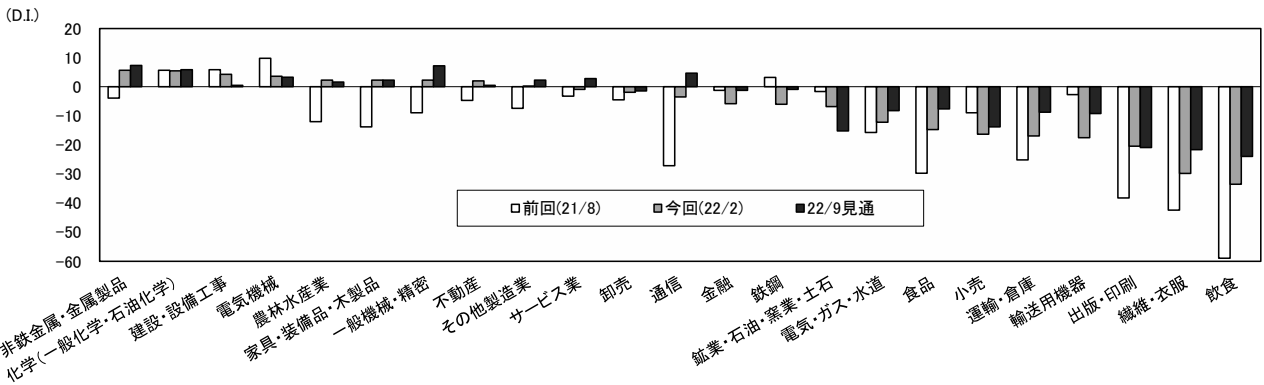 (D.I.)
20
10
0
-10
-20
-30
-40
-50
-60
前回(21/8)
今回(22/2)
22/9見通
非鉄金属・金属製品
化学(一般化学・石油化学)
建設・設備工事
電気機械
農林水産業
家具・装備品・木製品
一般機械・精密
不動産
その他製造業
サービス業
卸売
通信
金融
鉄鋼
鉱業・石油・窯業・土石
電気・ガス・水道
食品
小売
運輸・倉庫
輸送用機器
出版・印刷
繊維・衣服
飲食